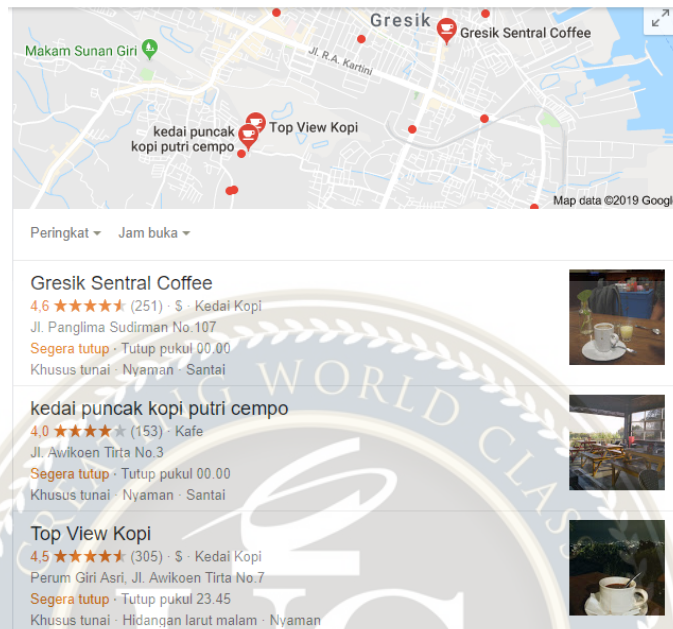 Gresik
Gresik Sentral Coffee
Makam Sunan Giri
Jl. R.A. Kartini
Top View Kopi
kedai puncak
kopi putri cempo
Map data ©2019 Googl
Peringkat
Jam buka
Gresik Sentral Coffee
4,6 (251) · $ · Kedai Kopi
Jl. Panglima Sudirman No.107
Segera tutup · Tutup pukul 00.00
Khusus tunai · Nyaman · Santai
kedai puncak kopi putri cempo
4,0 (153) · Kafe
Jl. Awikoen Tirta No.3
Segera tutup · Tutup pukul 00.00
Khusus tunai · Nyaman · Santai
Top View Kopi
4,5 (305) · $ · Kedai Kopi
Perum Giri Asri, Jl. Awikoen Tirta No.7
Segera tutup · Tutup pukul 23.45
Khusus tunai · Hidangan larut malam · Nyaman
WORLD CLASS